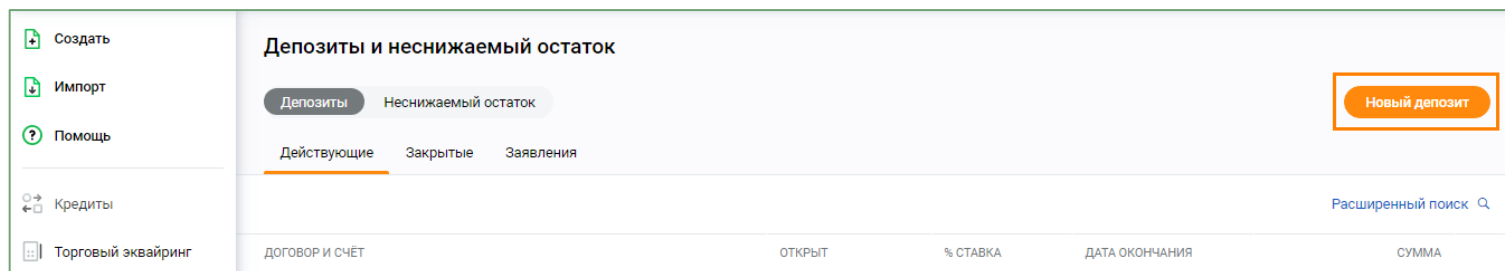 Создать
Импорт
Помощь
Кредиты
Торговый эквайринг
Депозиты и неснижаемый остаток
Депозиты Неснижаемый остаток
Новый депозит
Действующие Закрытые Заявления
Расширенный поиск
ДОГОВОР И СЧЁТ ОТКРЫТ % СТАВКА ДАТА ОКОНЧАНИЯ СУММА